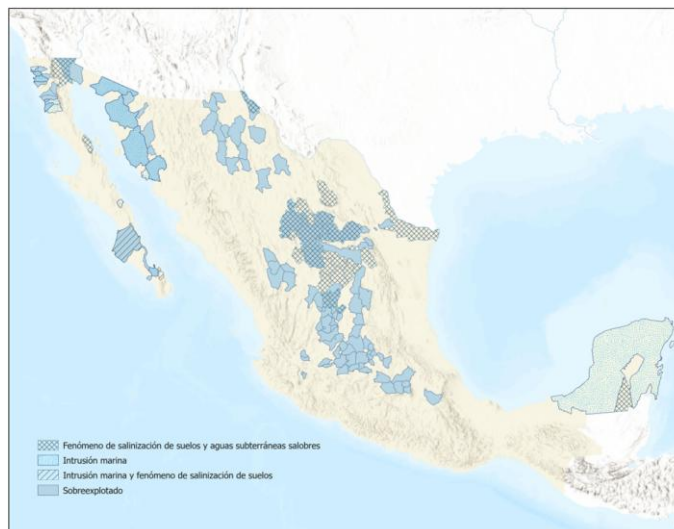 Fenómeno de salinización de suelos y aguas subterráneas salobres
Intrusión marina
Intrusión marina y fenómeno de salinización de suelos
Sobreexplotado